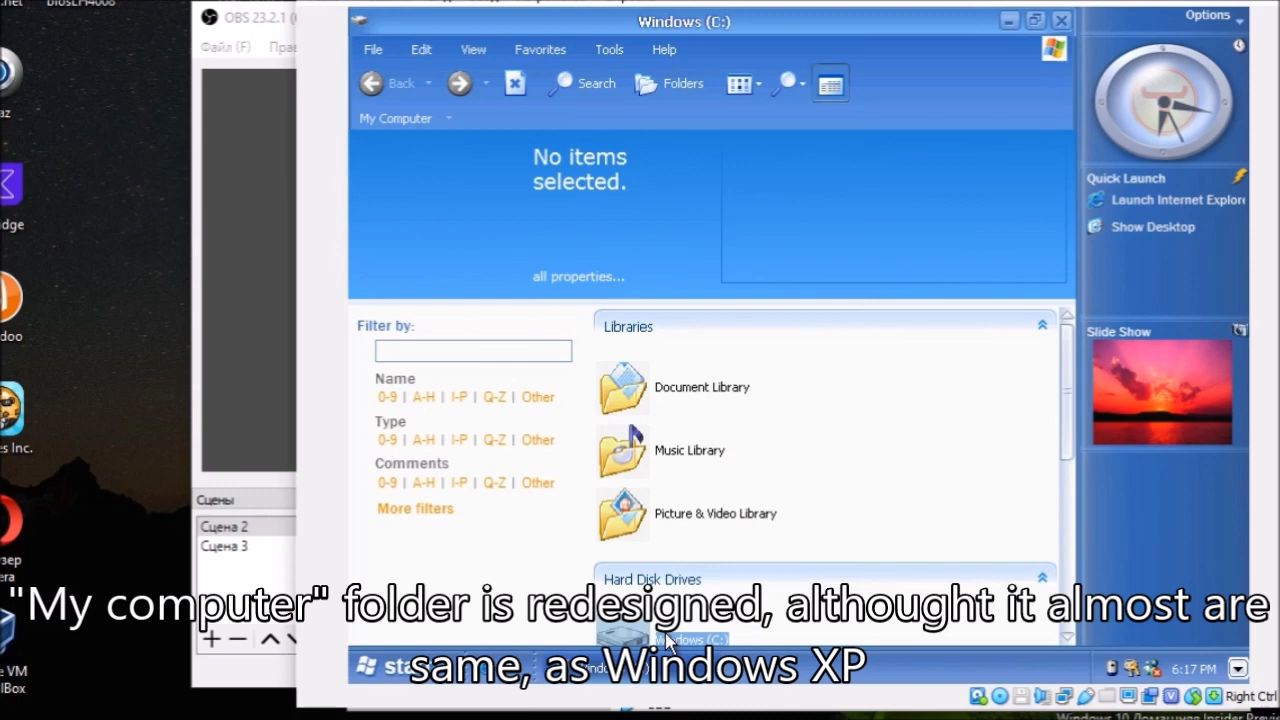 .net
biosLH4008
OBS 23.2.1 (
Файл (F)
Windows (C:)
File Edit View Favorites Tools Help
Back Search Folders
My Computer
No items
selected.
all properties...
Filter by:
Name
0-9 | A-H | I-P | Q-Z | Other
Type
0-9 | A-H | I-P | Q-Z | Other
Comments
0-9 | A-H | I-P | Q-Z | Other
More filters
Libraries
Document Library
Music Library
Picture & Video Library
Hard Disk Drives
Windows (C:)
Options
Quick Launch
Launch Internet Explore
Show Desktop
Slide Show
Сцены
Сцена 2
Сцена 3
"My computer" folder is redesigned, althought it almost are
same, as Windows XP
6:17 PM
Right Ctrl